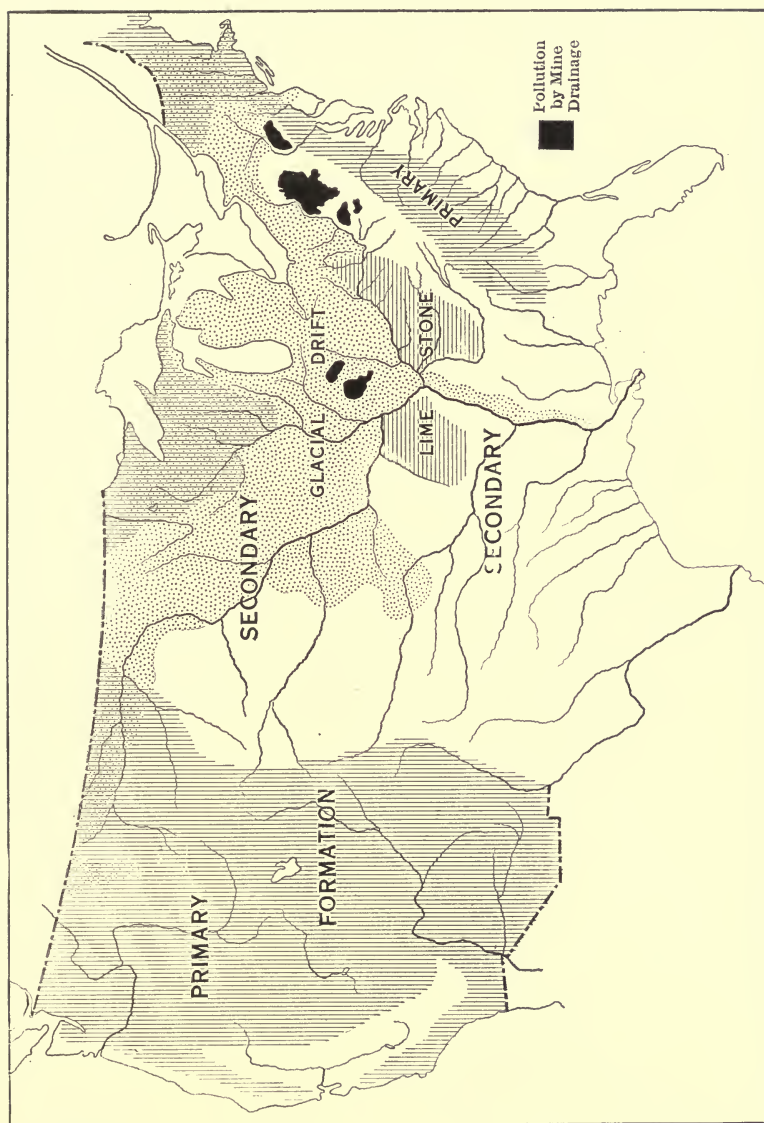 PRIMARY
FORMATION
SECONDARY
GLACIAL DRIFT
LIME STONE
SECONDARY
PRIMARY
Pollution
by Mine
Drainage